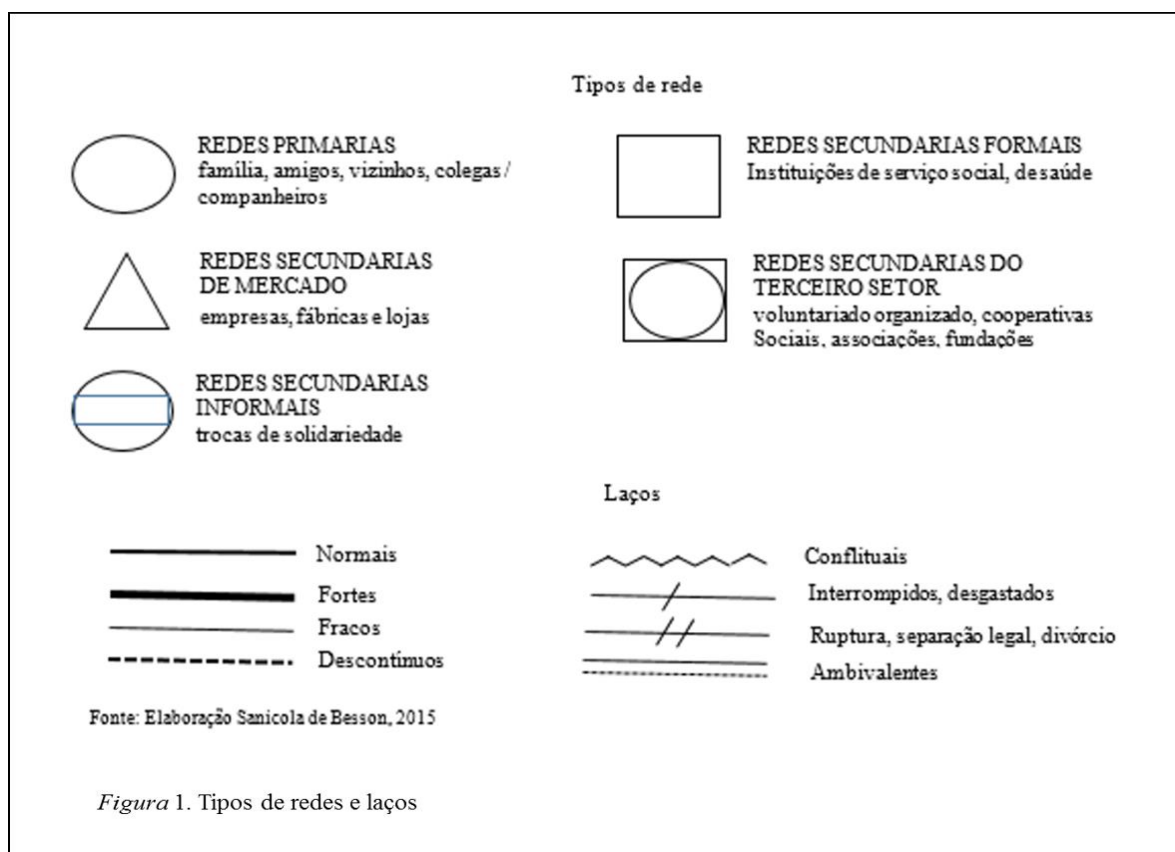 Tipos de rede
REDES PRIMARIAS
família, amigos, vizinhos, colegas /
companheiros
REDES SECUNDARIAS FORMAIS
Instituições de serviço social, de saúde
REDES SECUNDARIAS
DE MERCADO
empresas, fábricas e lojas
REDES SECUNDARIAS DO
TERCEIRO SETOR
voluntariado organizado, cooperativas
Sociais, associações, fundações
REDES SECUNDARIAS
INFORMAIS
trocas de solidariedade
Laços
Normais
Fortes
Fracos
Descontínuos
Conflituais
Interrompidos, desgastados
Ruptura, separação legal, divórcio
Ambivalentes
Fonte: Elaboração Sanicola de Besson, 2015
Figura 1. Tipos de redes e laços